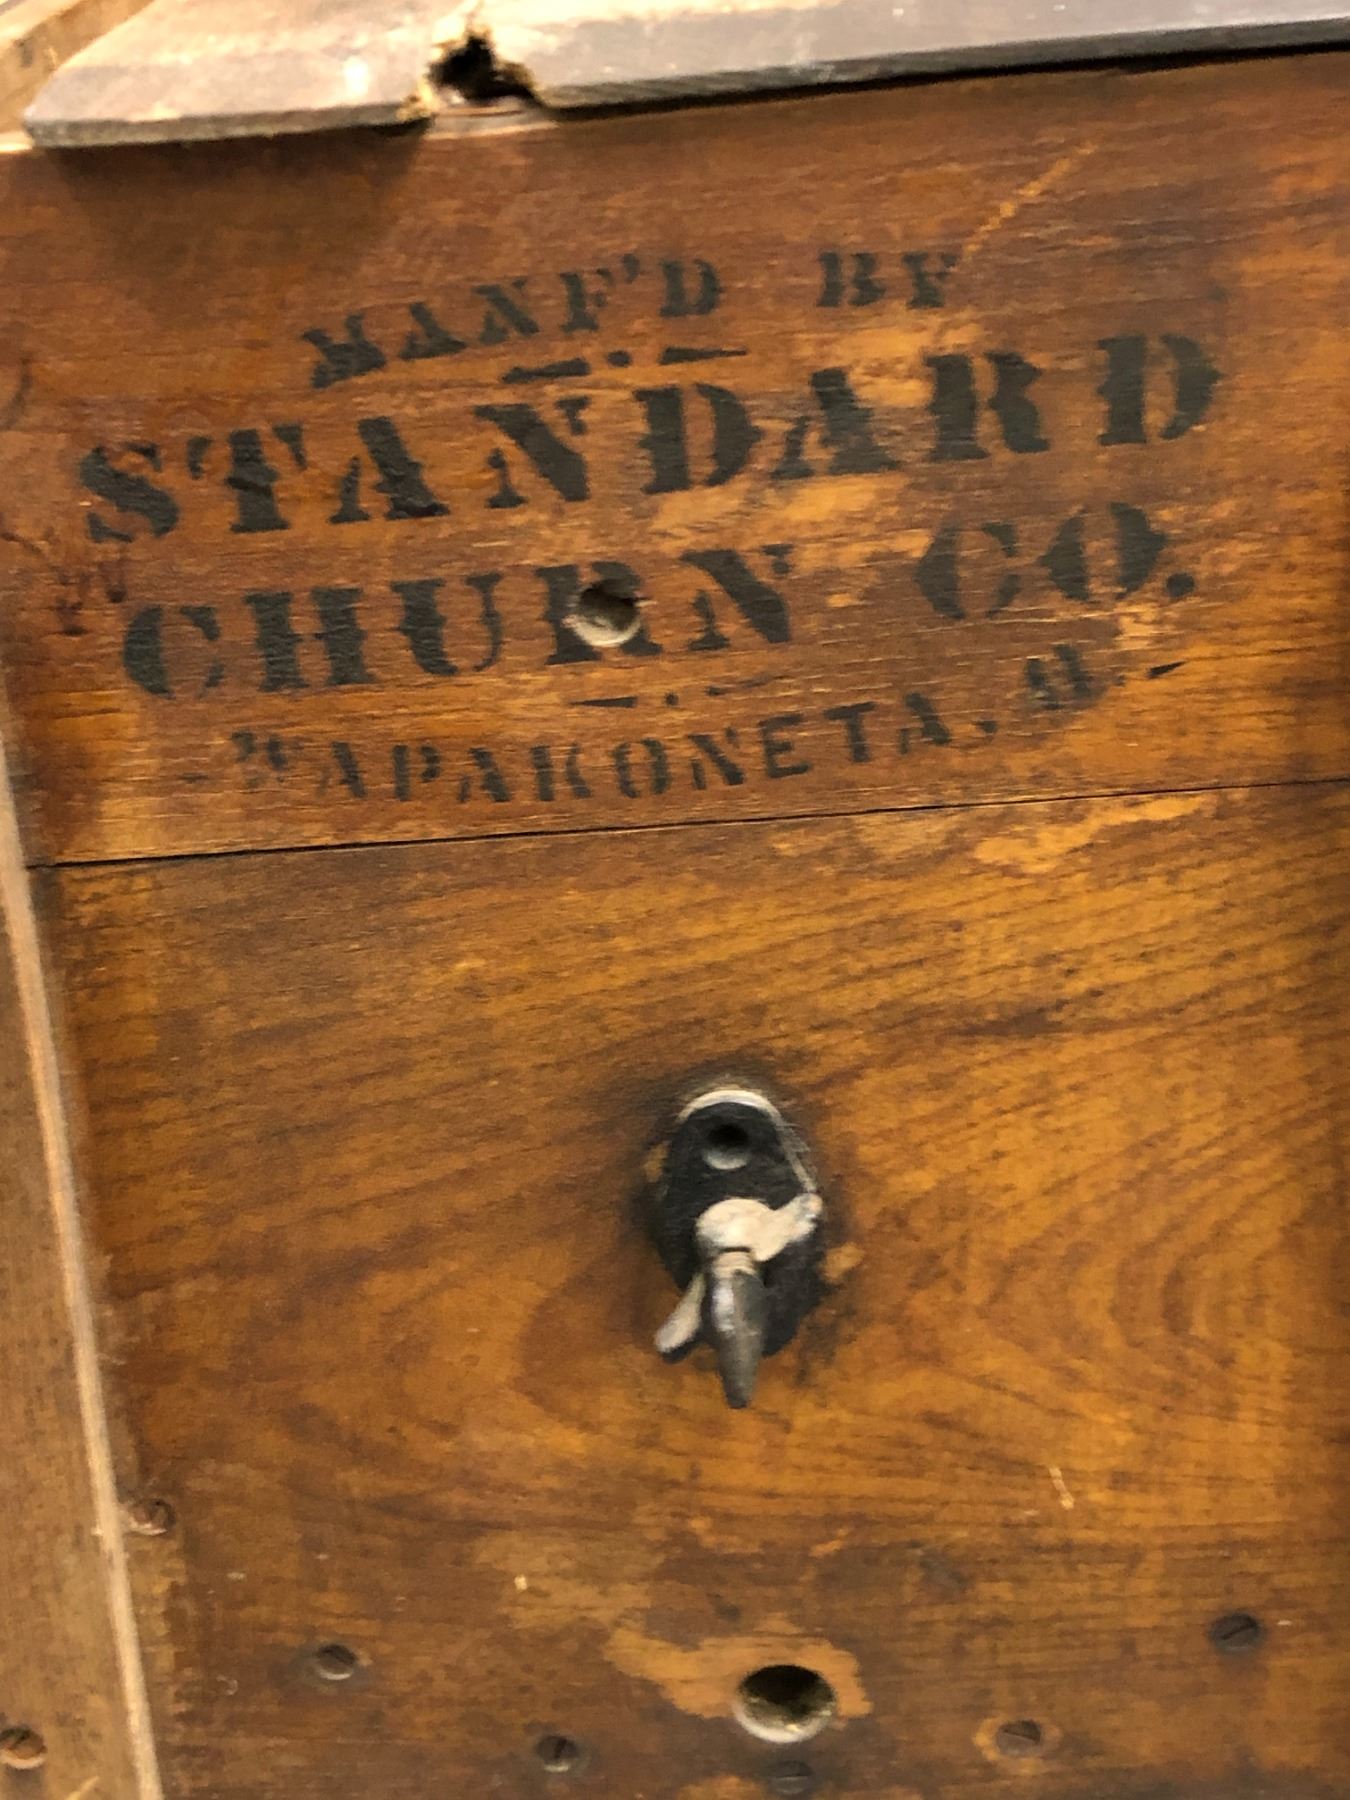 MANF'D BY
STANDARD
CHURN CO.
WAPAKONETA,